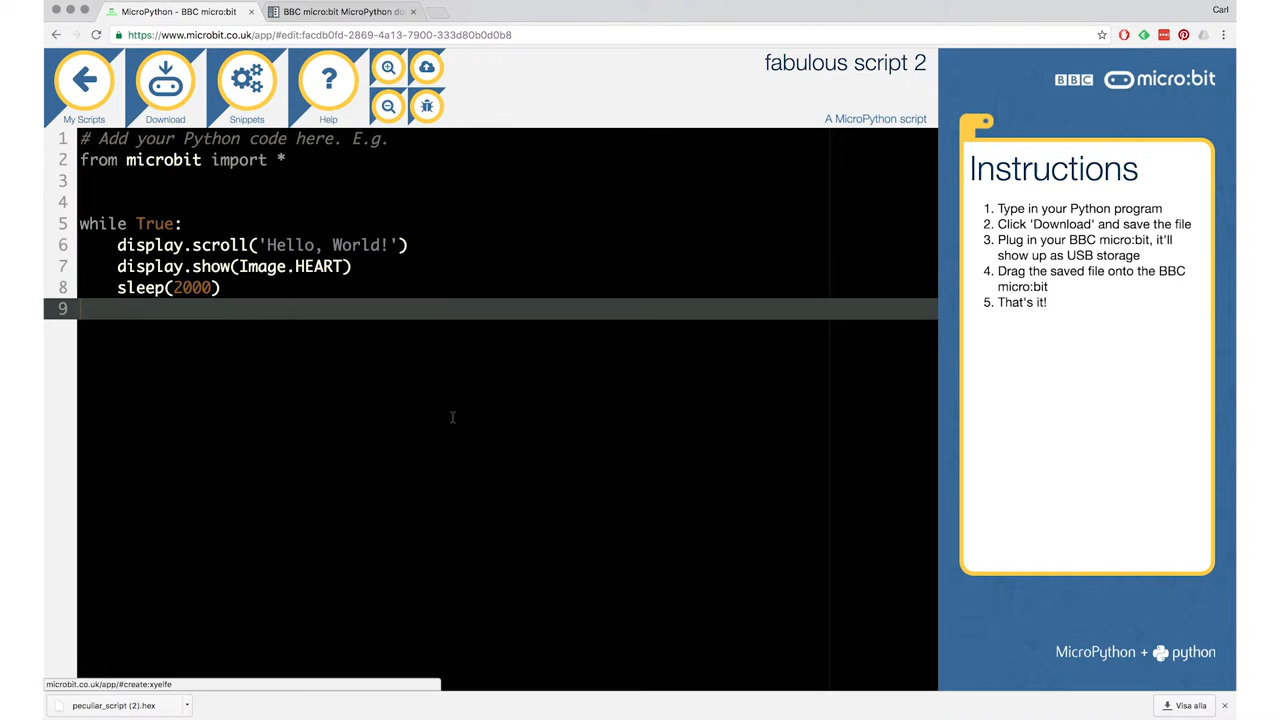 MicroPython - BBC micro:bit
BBC micro:bit MicroPython do
Carl
https://www.microbit.co.uk/app/#edit:facdb0fd-2869-4a13-7900-333d80b0d0b8
My Scripts
Download
Snippets
?
Help
fabulous script 2
A MicroPython script
BBC micro:bit
1 # Add your Python code here. E.g.
2 from microbit import *
3
4
5 while True:
6 display.scroll('Hello, World!')
7 display.show(Image.HEART)
8 sleep(2000)
9
Instructions
1. Type in your Python program
2. Click 'Download' and save the file
3. Plug in your BBC micro:bit, it'll
show up as USB storage
4. Drag the saved file onto the BBC
micro:bit
5. That's it!
MicroPython + python
microbit.co.uk/app/#create:xyelfe
peculiar_script (2).hex
Visa alla